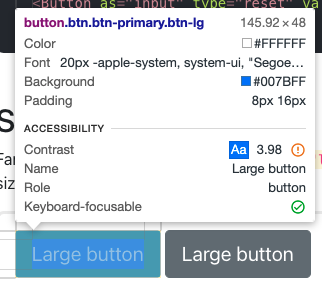 <Button as="input" type="reset" va
button.btn.btn-primary.btn-lg 145.92 × 48
Color #FFFFFF
Font 20px -apple-system, system-ui, "Segoe…
Background #007BFF
Padding 8px 16px
ACCESSIBILITY
Contrast Aa 3.98
Name Large button
Role button
Keyboard-focusable
Large button Large button